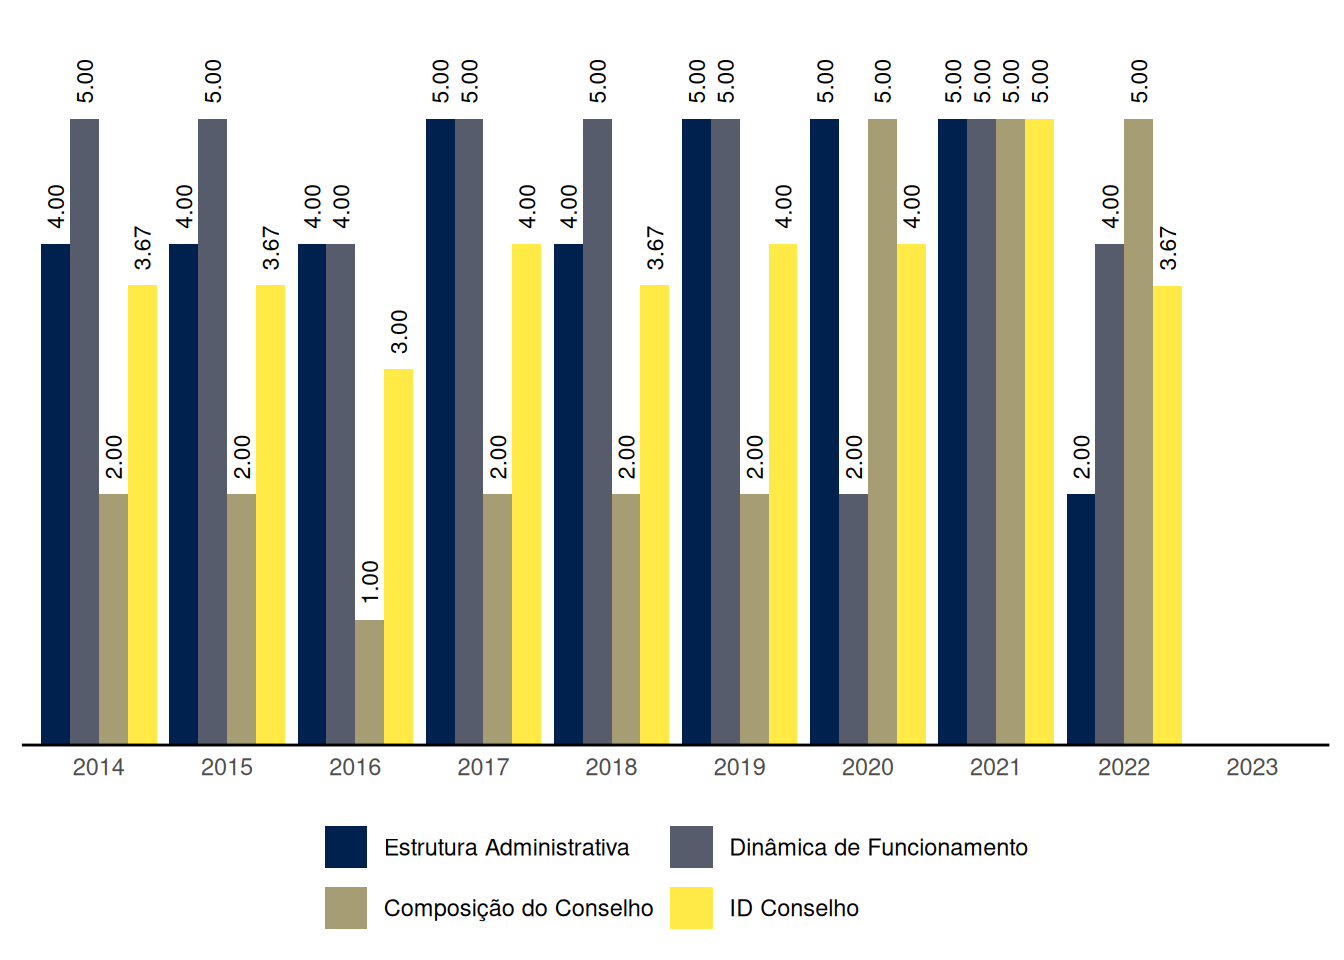 4.00 5.00 2.00 3.67 4.00 5.00 2.00 3.67 4.00 4.00 1.00 3.00 5.00 5.00 2.00 4.00 4.00 5.00 2.00 3.67 5.00 5.00 2.00 4.00 5.00 2.00 5.00 4.00 5.00 5.00 5.00 5.00 2.00 4.00 5.00 3.67
2014 2015 2016 2017 2018 2019 2020 2021 2022 2023
Estrutura Administrativa Dinâmica de Funcionamento
Composição do Conselho ID Conselho